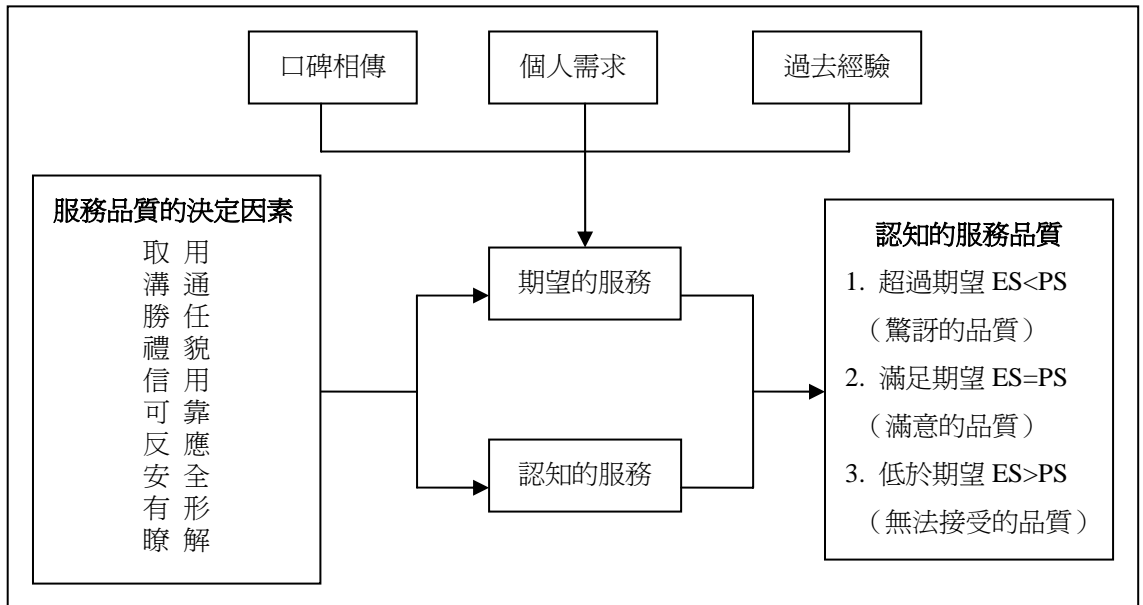 口碑相傳
個人需求
過去經驗
服務品質的決定因素
取 用
溝 通
勝 任
禮 貌
信 用
可 靠
反 應
安 全
有 形
瞭 解
期望的服務
認知的服務
認知的服務品質
1. 超過期望 ES<PS
（驚訝的品質）
2. 滿足期望 ES=PS
（滿意的品質）
3. 低於期望 ES>PS
（無法接受的品質）